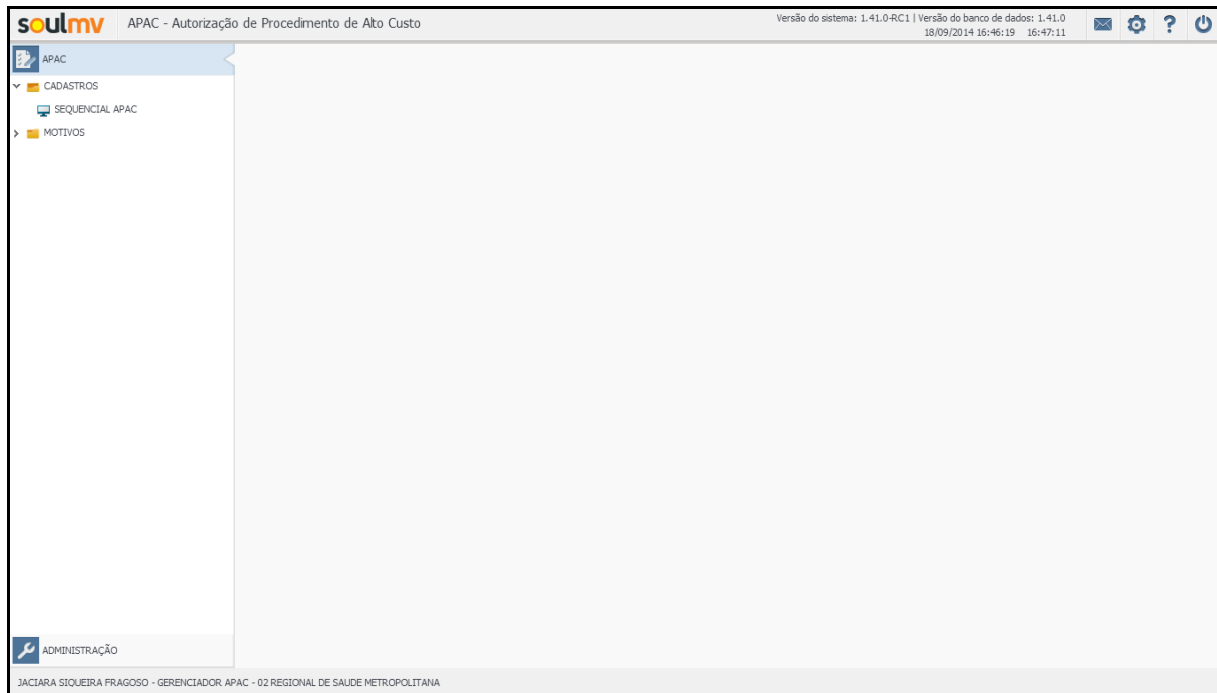 soulmv
APAC - Autorização de Procedimento de Alto Custo
Versão do sistema: 1.41.0-RC1 | Versão do banco de dados: 1.41.0
18/09/2014 16:46:19 16:47:11
?
APAC
CADASTROS
SEQUENCIAL APAC
MOTIVOS
ADMINISTRAÇÃO
JACIARA SIQUEIRA FRAGOSO - GERENCIADOR APAC - 02 REGIONAL DE SAUDE METROPOLITANA